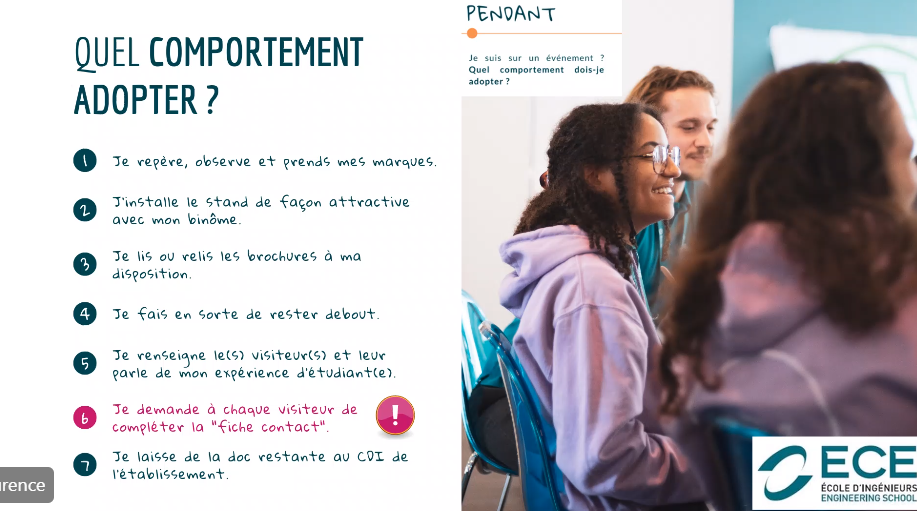 QUEL COMPORTEMENT
ADOPTER ?
1 Je repère, observe et prends mes marques.
2 J'installe le stand de façon attractive
avec mon binôme.
3 Je lis ou relis les brochures à ma
disposition.
4 Je fais en sorte de rester debout.
5 Je renseigne le(s) visiteur(s) et leur
parle de mon expérience d'étudiant(e).
6 Je demande à chaque visiteur de
compléter la "fiche contact".
!
7 Je laisse de la doc restante au CDI de
l'établissement.
PENDANT
Je suis sur un événement ?
Quel comportement dois-je
adopter ?
ECE
ÉCOLE D'INGÉNIEURS
ENGINEERING SCHOOL